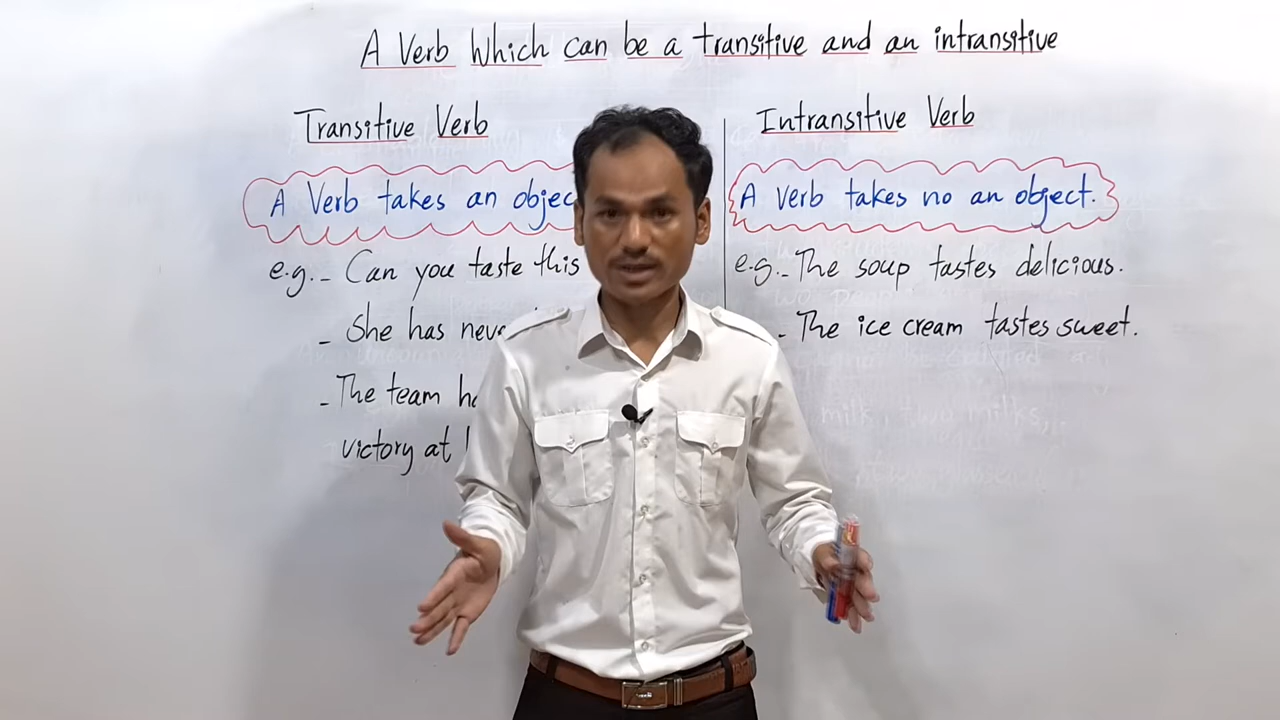 A Verb Which can be a transitive and an intransitive
Transitive Verb
Intransitive Verb
A Verb takes an objec
A verb takes no an object.
e.g. - Can you taste this
- She has neve
- The team ha
victory at
e.g. - The soup tastes delicious.
- The ice cream tastes sweet.